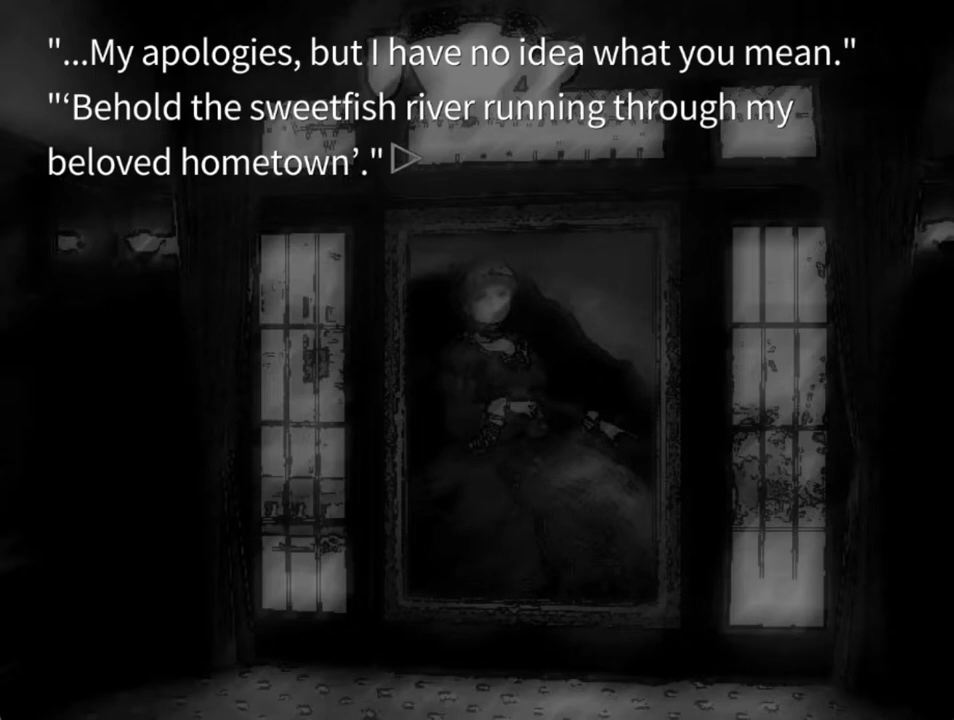 "...My apologies, but I have no idea what you mean."
"‘Behold the sweetfish river running through my
beloved hometown’."